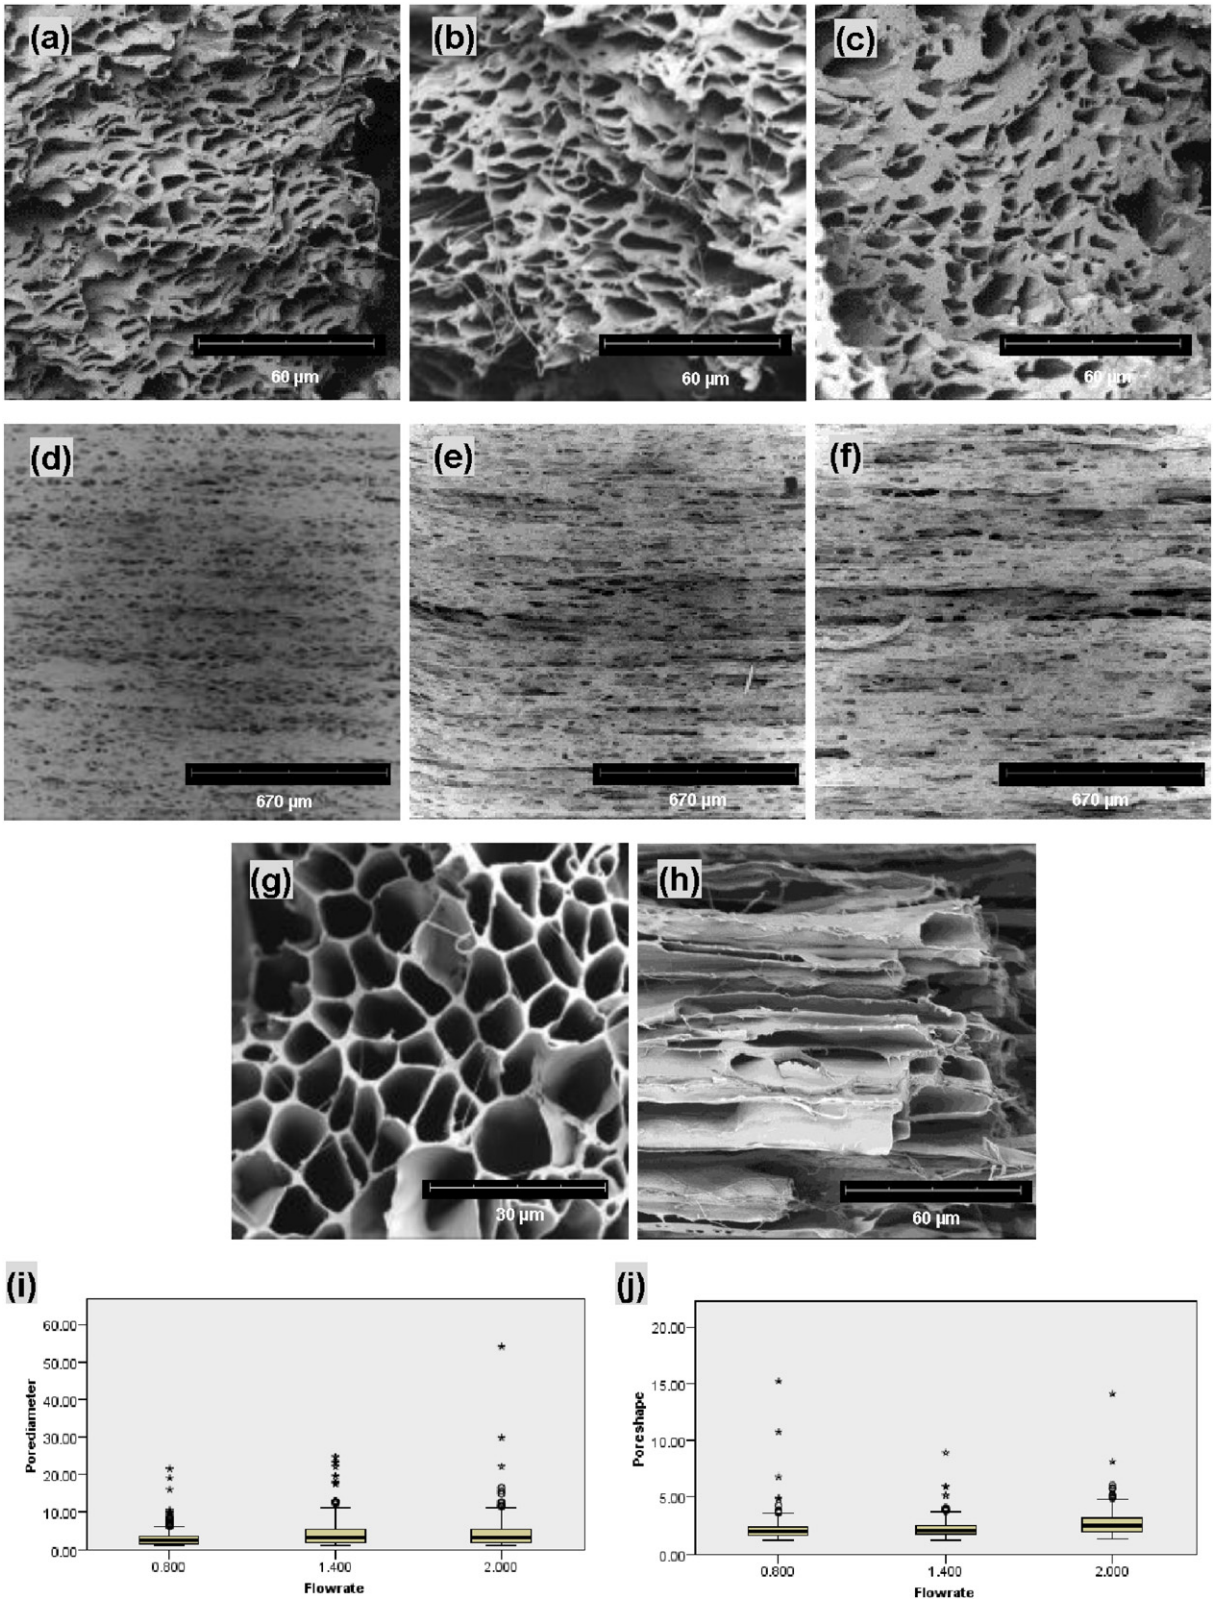 (a) (b) (c)
60 µm 60 µm 60 µm
(d) (e) (f)
670 µm 670 µm 670 µm
(g) (h)
30 µm 60 µm
(i) (j)
60.00
50.00
40.00
30.00
20.00
10.00
0.00
Porediameter
0.800 1.400 2.000
Flowrate
20.00
15.00
10.00
5.00
0.00
Poreshape
0.800 1.400 2.000
Flowrate